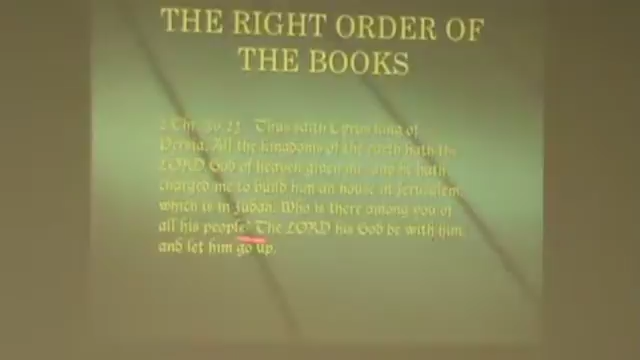 THE RIGHT ORDER OF
THE BOOKS
2 Chr. 36:23 Thus saith Cyrus king of
Persia, All the kingdoms of the earth hath the
LORD God of heaven given me; and he hath
charged me to build him an house in Jerusalem,
which is in Judah. Who is there among you of
all his people? The LORD his God be with him,
and let him go up.